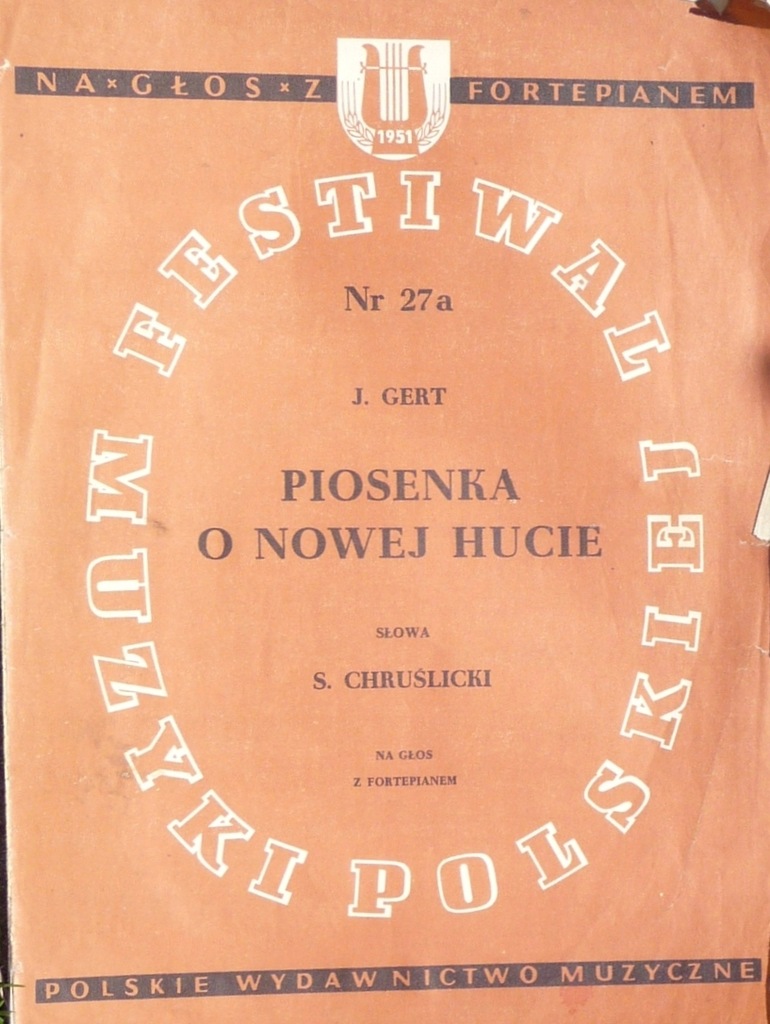 NA × GŁOS × Z FORTEPIANEM
1951
FESTIWAL
MUZYKI POLSKIEJ
Nr 27a
J. GERT
PIOSENKA
O NOWEJ HUCIE
SŁOWA
S. CHRUŚLICKI
NA GŁOS
Z FORTEPIANEM
POLSKIE WYDAWNICTWO MUZYCZNE